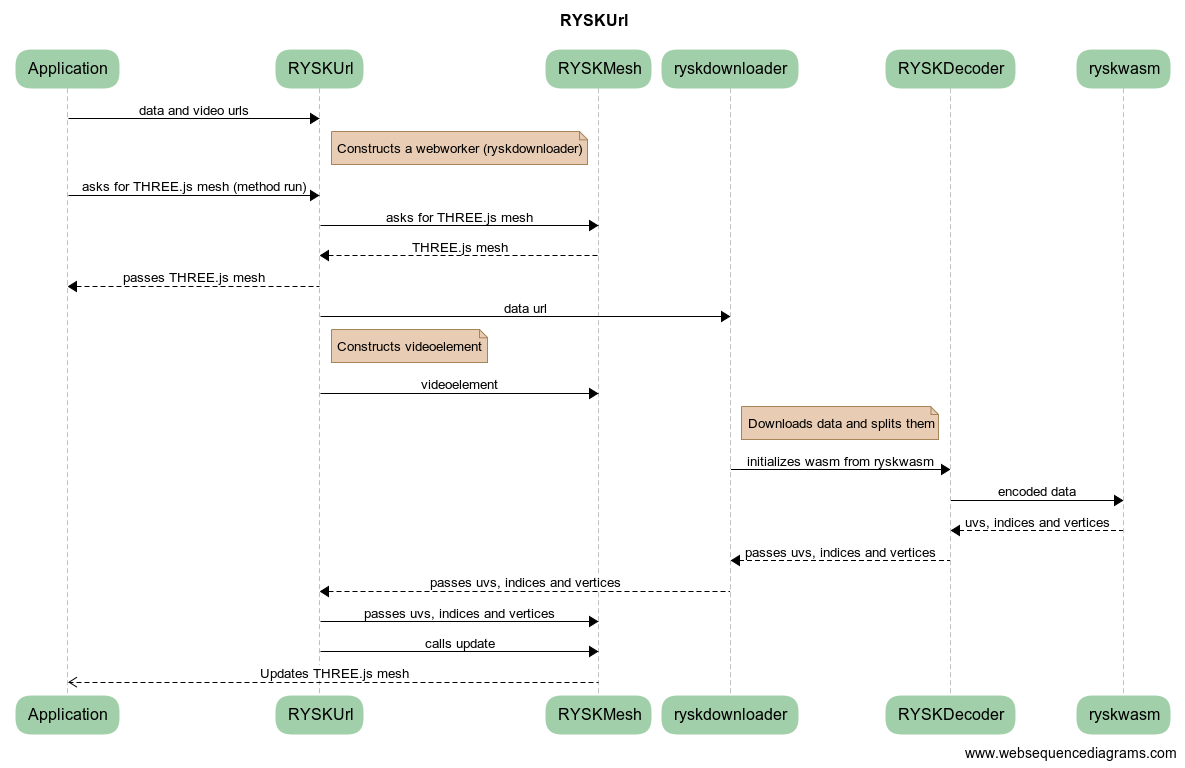 RYSKUrl
Application RYSKUrl RYSKMesh ryskdownloader RYSKDecoder ryskwasm
data and video urls
Constructs a webworker (ryskdownloader)
asks for THREE.js mesh (method run)
asks for THREE.js mesh
THREE.js mesh
passes THREE.js mesh
data url
Constructs videoelement
videoelement
Downloads data and splits them
initializes wasm from ryskwasm
encoded data
uvs, indices and vertices
passes uvs, indices and vertices
passes uvs, indices and vertices
passes uvs, indices and vertices
calls update
Updates THREE.js mesh
Application RYSKUrl RYSKMesh ryskdownloader RYSKDecoder ryskwasm
www.websequencediagrams.com